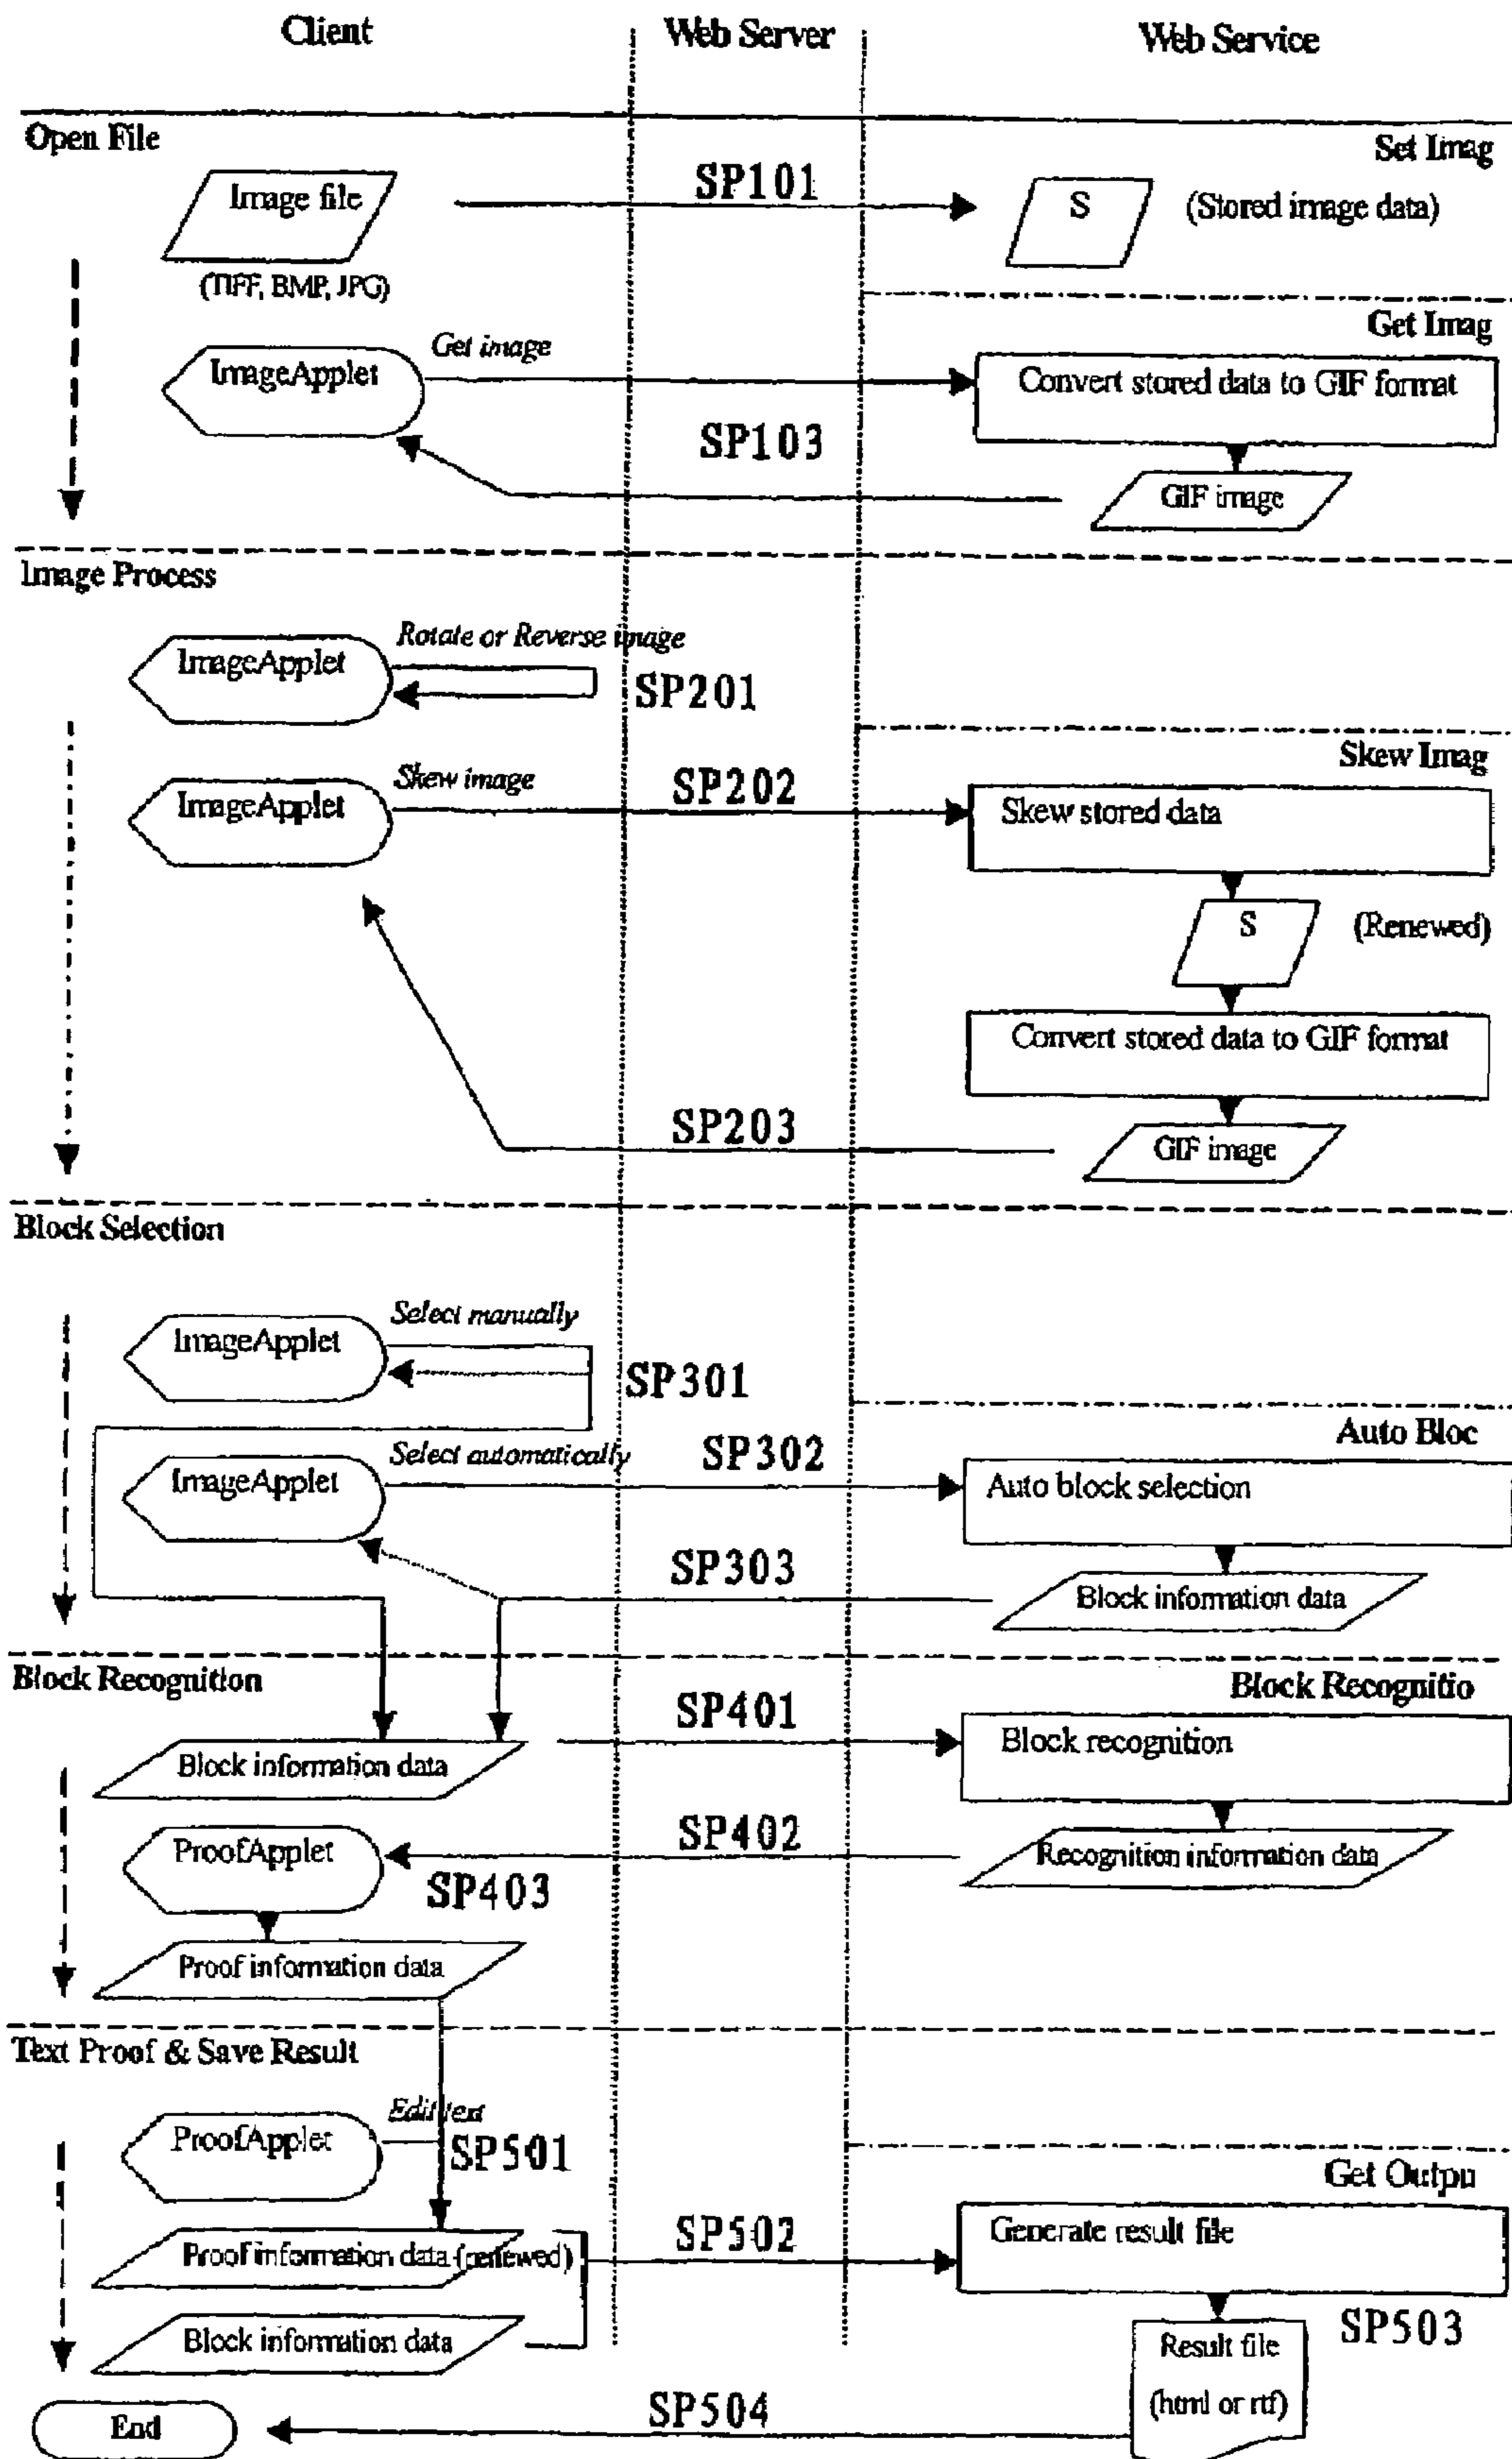 Client Web Server Web Service
Open File
Set Imag
Image file
SP101
S
(Stored image data)
(TIFF, BMP, JPG)
Get Imag
ImageApplet
Get image
Convert stored data to GIF format
SP103
GIF image
Image Process
ImageApplet
Rotate or Reverse image
SP201
Skew Imag
ImageApplet
Skew image
SP202
Skew stored data
S
(Renewed)
Convert stored data to GIF format
SP203
GIF image
Block Selection
ImageApplet
Select manually
SP301
Auto Bloc
ImageApplet
Select automatically
SP302
Auto block selection
SP303
Block information data
Block Recognition
Block Recognitio
SP401
Block recognition
Block information data
ProofApplet
SP402
Recognition information data
SP403
Proof information data
Text Proof & Save Result
ProofApplet
Edit text
SP501
Get Outpu
Generate result file
SP502
Proof information data (renewed)
Block information data
SP503
Result file
(html or rtf)
SP504
End